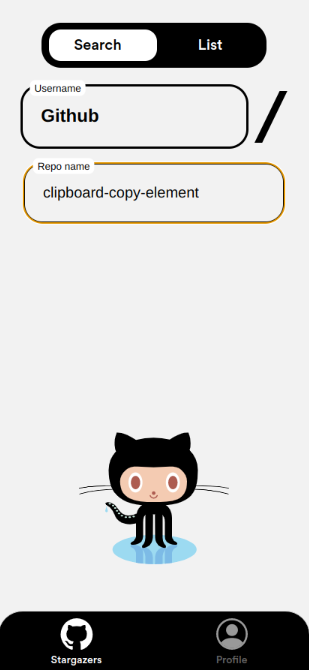 Search
List
Username
Github
/
Repo name
clipboard-copy-element
Stargazers
Profile